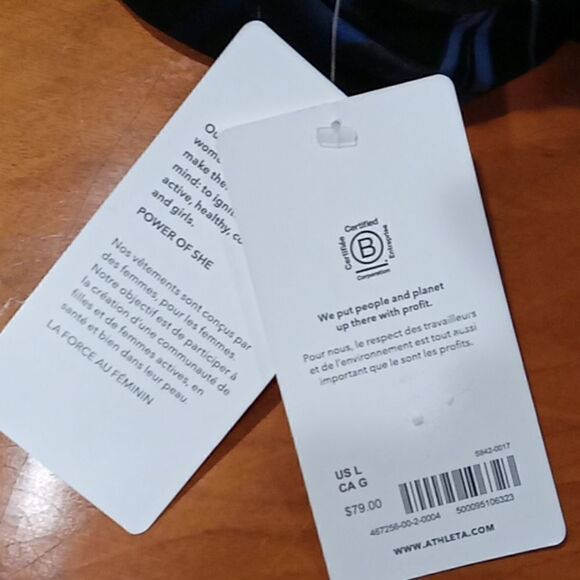 Ou
wom
make the
mind: to igni
active, healthy, co
and girls.
POWER OF SHE
Nos vêtements sont conçus par
des femmes, pour les femmes.
Notre objectif est de participer à
la création d'une communauté de
filles et de femmes actives, en
santé et bien dans leur peau.
LA FORCE AU FÉMININ
Certified
Certifiée
B
Entreprise
Corporation
We put people and planet
up there with profit.
Pour nous, le respect des travailleurs
et de l'environnement est tout aussi
important que le sont les profits.
US L
CA G
$79.00
5842-0017
467256-00-2-0004 500095106323
WWW.ATHLETA.COM